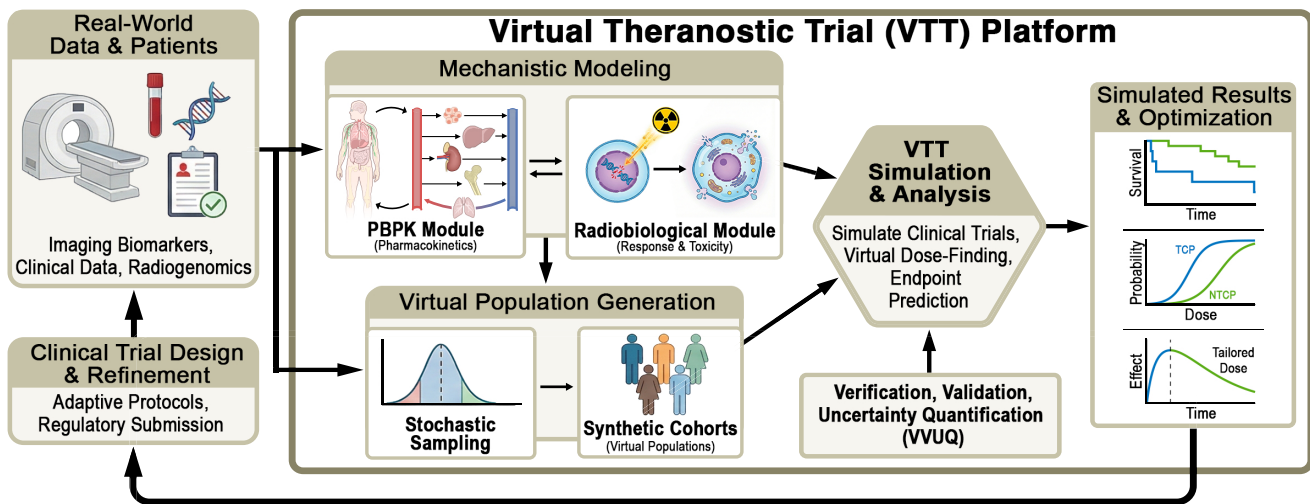 Real-World
Data & Patients
Imaging Biomarkers,
Clinical Data, Radiogenomics
Clinical Trial Design
& Refinement
Adaptive Protocols,
Regulatory Submission
Virtual Theranostic Trial (VTT) Platform
Mechanistic Modeling
PBPK Module
(Pharmacokinetics)
Radiobiological Module
(Response & Toxicity)
Virtual Population Generation
Stochastic
Sampling
Synthetic Cohorts
(Virtual Populations)
VTT
Simulation
& Analysis
Simulate Clinical Trials,
Virtual Dose-Finding,
Endpoint
Prediction
Verification, Validation,
Uncertainty Quantification
(VVUQ)
Simulated Results
& Optimization
Survival
Time
Probability
TCP
NTCP
Dose
Effect
Tailored
Dose
Time